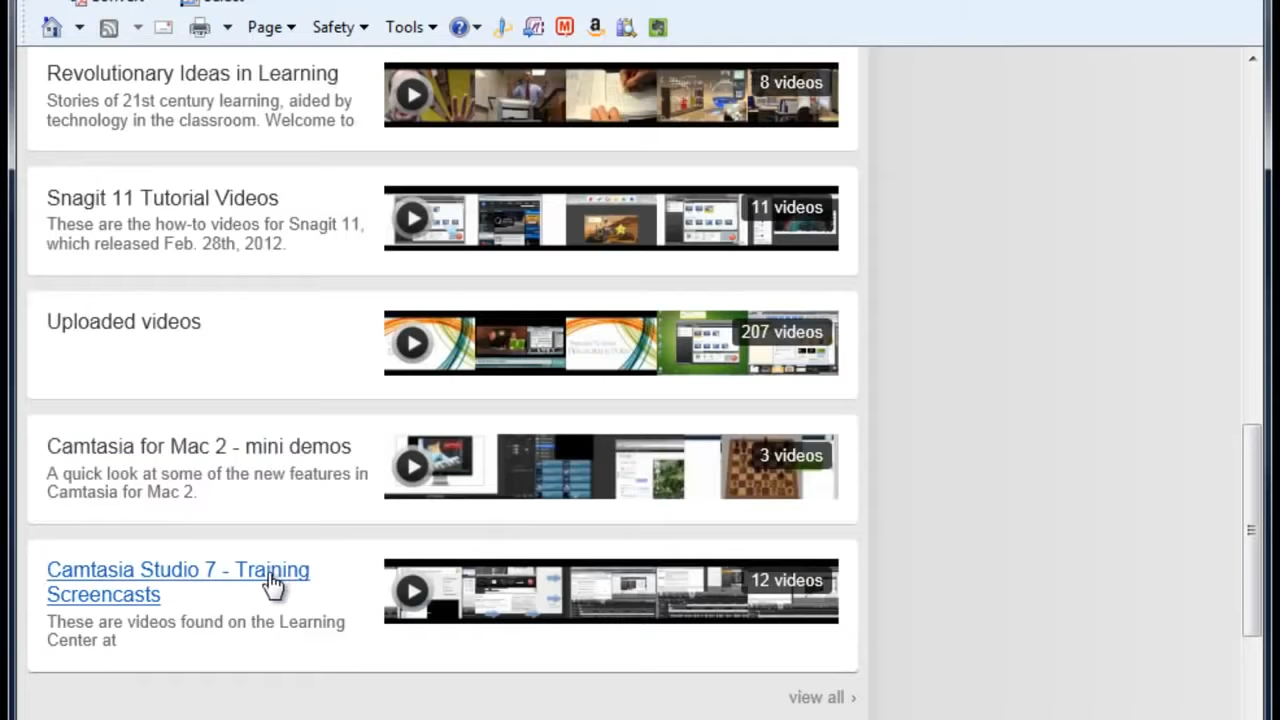 Page
Safety
Tools
Revolutionary Ideas in Learning
Stories of 21st century learning, aided by
technology in the classroom. Welcome to
8 videos
Snagit 11 Tutorial Videos
These are the how-to videos for Snagit 11,
which released Feb. 28th, 2012.
11 videos
Uploaded videos
207 videos
Camtasia for Mac 2 - mini demos
A quick look at some of the new features in
Camtasia for Mac 2.
3 videos
Camtasia Studio 7 - Training
Screencasts
These are videos found on the Learning
Center at
12 videos
view all ›